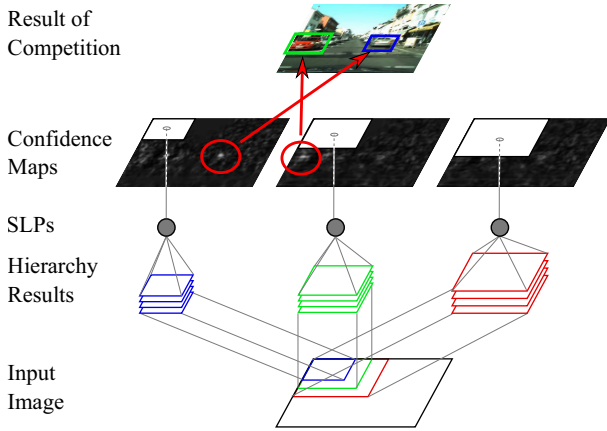 Result of
Competition
Confidence
Maps
SLPs
Hierarchy
Results
Input
Image